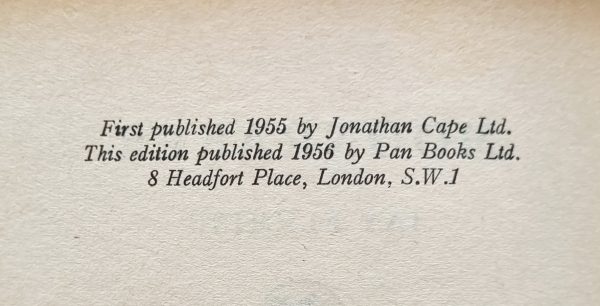 First published 1955 by Jonathan Cape Ltd.
This edition published 1956 by Pan Books Ltd.
8 Headfort Place, London, S.W.1